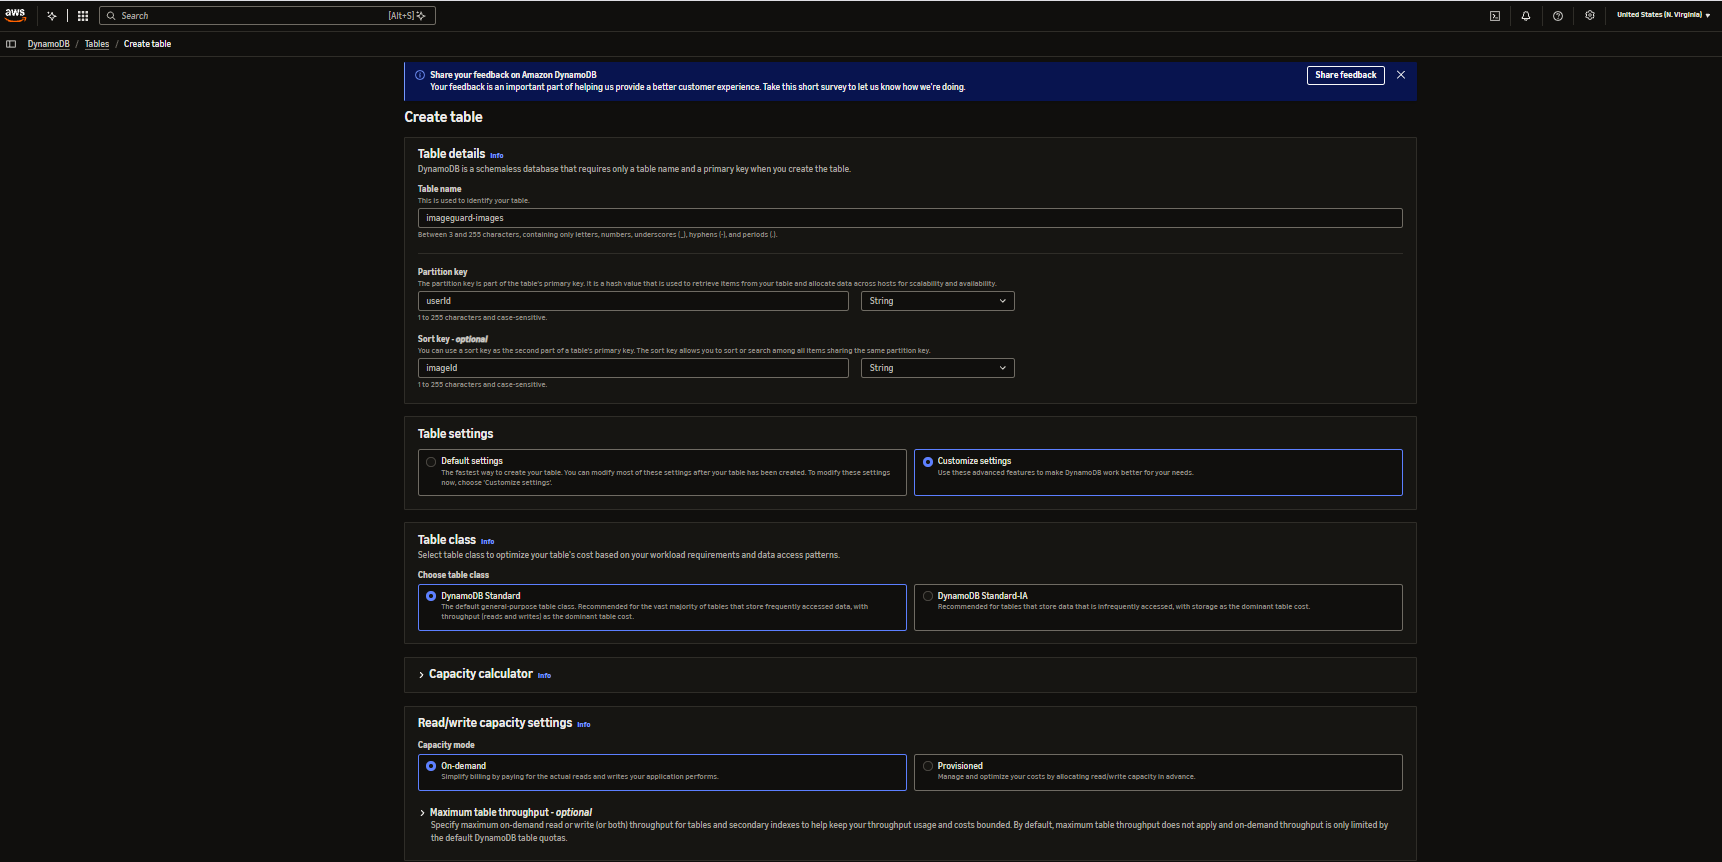 aws
Search [Alt+S]
United States (N. Virginia)
DynamoDB / Tables / Create table
Share your feedback on Amazon DynamoDB
Your feedback is an important part of helping us provide a better customer experience. Take this short survey to let us know how we're doing.
Share feedback
Create table
Table details Info
DynamoDB is a schemaless database that requires only a table name and a primary key when you create the table.
Table name
This is used to identify your table.
imageguard-images
Between 3 and 255 characters, containing only letters, numbers, underscores (_), hyphens (-), and periods (.).
Partition key
The partition key is part of the table's primary key. It is a hash value that is used to retrieve items from your table and allocate data across hosts for scalability and availability.
userId String
1 to 255 characters and case-sensitive.
Sort key - optional
You can use a sort key as the second part of a table's primary key. The sort key allows you to sort or search among all items sharing the same partition key.
imageId String
1 to 255 characters and case-sensitive.
Table settings
Default settings
The fastest way to create your table. You can modify most of these settings after your table has been created. To modify these settings
now, choose 'Customize settings'.
Customize settings
Use these advanced features to make DynamoDB work better for your needs.
Table class Info
Select table class to optimize your table's cost based on your workload requirements and data access patterns.
Choose table class
DynamoDB Standard
The default general-purpose table class. Recommended for the vast majority of tables that store frequently accessed data, with
throughput (reads and writes) as the dominant table cost.
DynamoDB Standard-IA
Recommended for tables that store data that is infrequently accessed, with storage as the dominant table cost.
Capacity calculator Info
Read/write capacity settings Info
Capacity mode
On-demand
Simplify billing by paying for the actual reads and writes your application performs.
Provisioned
Manage and optimize your costs by allocating read/write capacity in advance.
Maximum table throughput - optional
Specify maximum on-demand read or write (or both) throughput for tables and secondary indexes to help keep your throughput usage and costs bounded. By default, maximum table throughput does not apply and on-demand throughput is only limited by
the default DynamoDB table quotas.